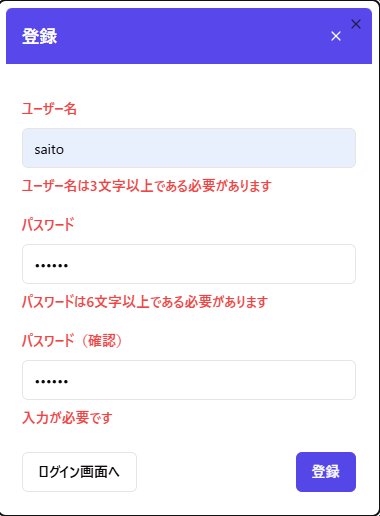 登録
ユーザー名
saito
ユーザー名は3文字以上である必要があります
パスワード
••••••
パスワードは6文字以上である必要があります
パスワード（確認）
••••••
入力が必要です
ログイン画面へ
登録